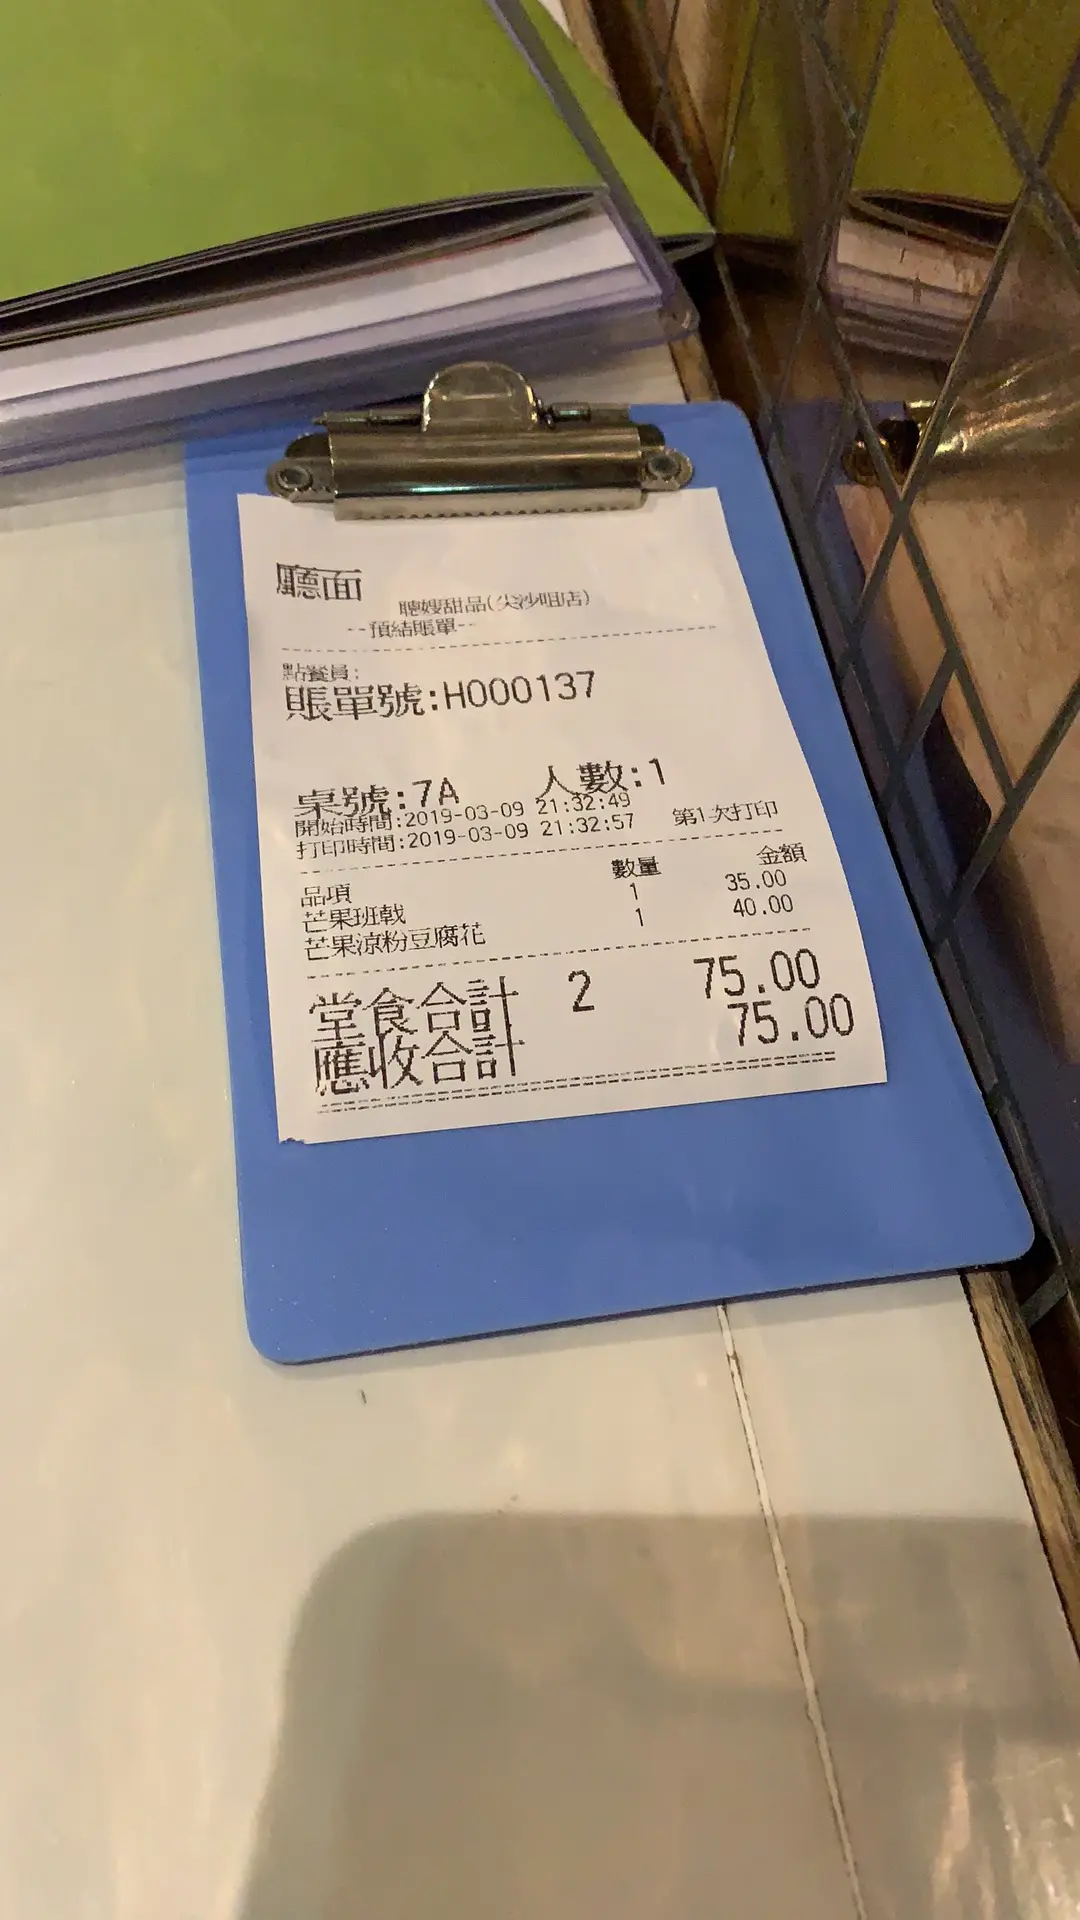 廳面
聰嫂甜品(尖沙咀店)
--預結賬單--
點餐員:
賬單號:H000137
桌號:7A 人數:1
開始時間:2019-03-09 21:32:49
打印時間:2019-03-09 21:32:57 第1次打印
品項 數量 金額
芒果班戟 1 35.00
芒果涼粉豆腐花 1 40.00
堂食合計 2 75.00
應收合計 75.00